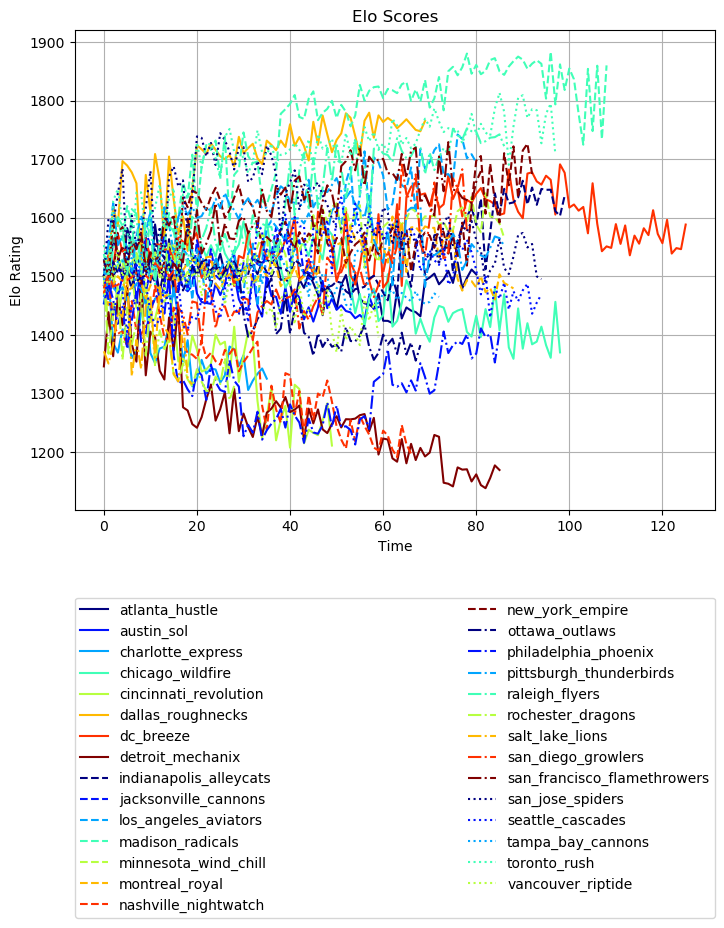 Elo Scores
1900
1800
1700
1600
1500
1400
1300
1200
Elo Rating
0 20 40 60 80 100 120
Time
atlanta_hustle
austin_sol
charlotte_express
chicago_wildfire
cincinnati_revolution
dallas_roughnecks
dc_breeze
detroit_mechanix
indianapolis_alleycats
jacksonville_cannons
los_angeles_aviators
madison_radicals
minnesota_wind_chill
montreal_royal
nashville_nightwatch
new_york_empire
ottawa_outlaws
philadelphia_phoenix
pittsburgh_thunderbirds
raleigh_flyers
rochester_dragons
salt_lake_lions
san_diego_growlers
san_francisco_flamethrowers
san_jose_spiders
seattle_cascades
tampa_bay_cannons
toronto_rush
vancouver_riptide